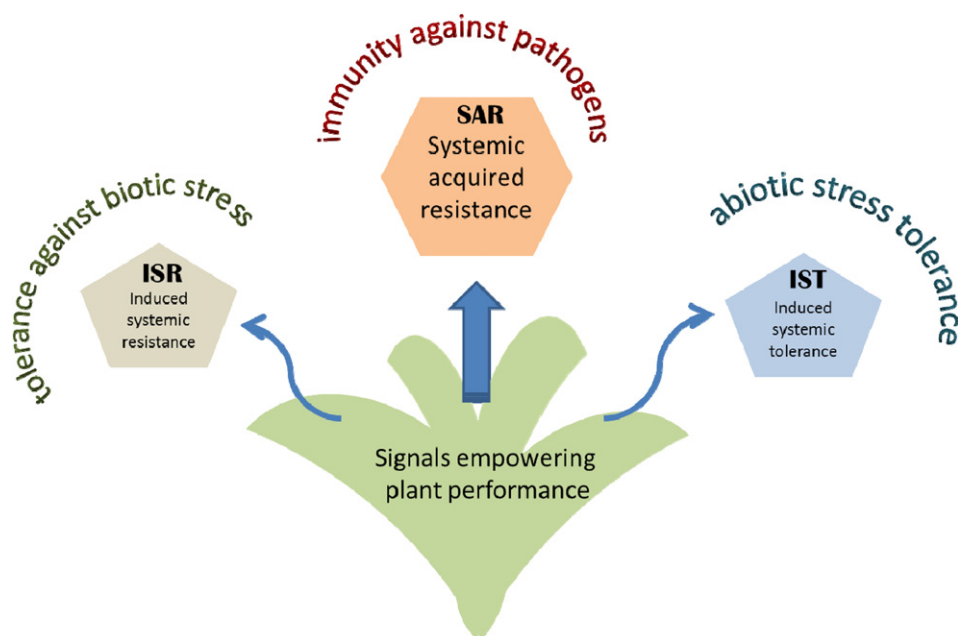 immunity against pathogens
SAR
Systemic
acquired
resistance
tolerance against biotic stress
ISR
Induced
systemic
resistance
abiotic stress tolerance
IST
Induced
systemic
tolerance
Signals empowering
plant performance